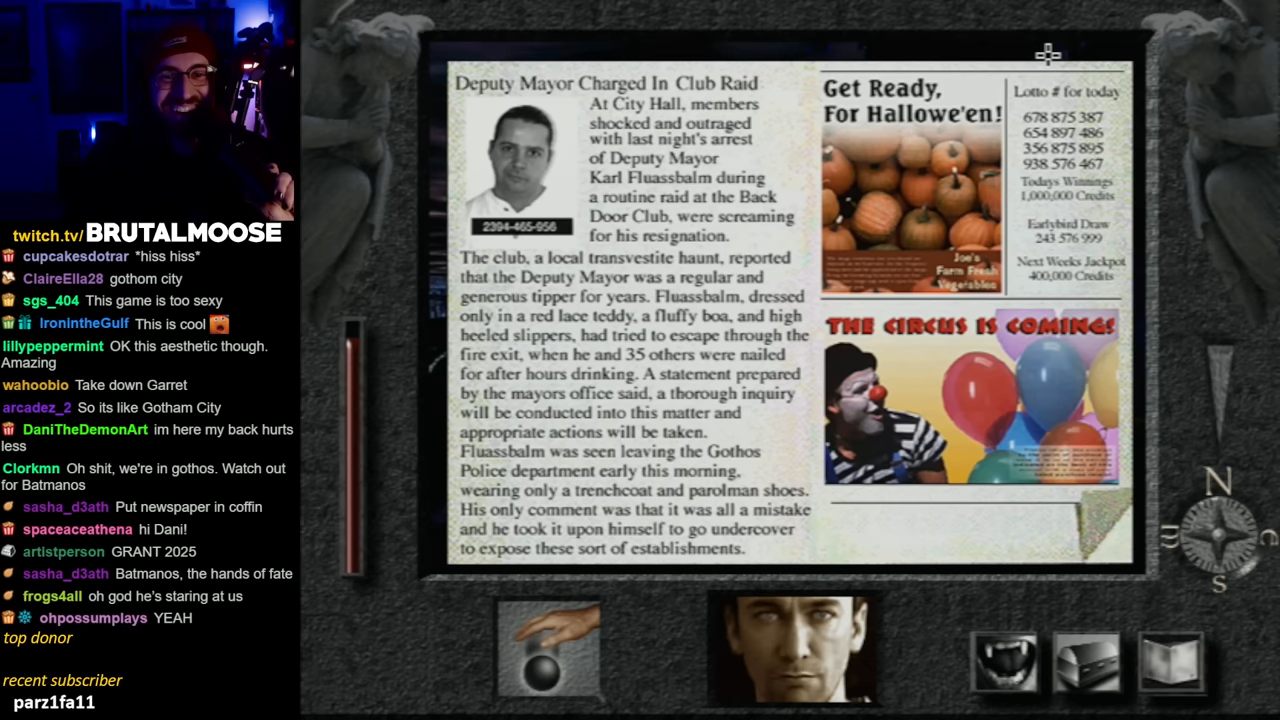 twitch.tv/BRUTALMOOSE
cupcakesdotrar *hiss hiss*
ClaireElla28 gothom city
sgs_404 This game is too sexy
IronintheGulf This is cool
lillypeppermint OK this aesthetic though.
Amazing
wahoobio Take down Garret
arcadez_2 So its like Gotham City
DaniTheDemonArt im here my back hurts
less
Clorkmn Oh shit, we're in gothos. Watch out
for Batmanos
sasha_d3ath Put newspaper in coffin
spaceaceathena hi Dani!
artistperson GRANT 2025
sasha_d3ath Batmanos, the hands of fate
frogs4all oh god he's staring at us
ohpossumplays YEAH
top donor
recent subscriber
parz1fa11
Deputy Mayor Charged In Club Raid
2394-465-956
At City Hall, members
shocked and outraged
with last night's arrest
of Deputy Mayor
Karl Fluassbalm during
a routine raid at the Back
Door Club, were screaming
for his resignation.
The club, a local transvestite haunt, reported
that the Deputy Mayor was a regular and
generous tipper for years. Fluassbalm, dressed
only in a red lace teddy, a fluffy boa, and high
heeled slippers, had tried to escape through the
fire exit, when he and 35 others were nailed
for after hours drinking. A statement prepared
by the mayors office said, a thorough inquiry
will be conducted into this matter and
appropriate actions will be taken.
Fluassbalm was seen leaving the Gothos
Police department early this morning,
wearing only a trenchcoat and parolman shoes.
His only comment was that it was all a mistake
and he took it upon himself to go undercover
to expose these sort of establishments.
Get Ready,
For Hallowe'en!
Joe's
Farm Fresh
Vegetables
Lotto # for today
678 875 387
654 897 486
356 875 895
938 576 467
Todays Winnings
1,000,000 Credits
Earlybird Draw
243 576 999
Next Weeks Jackpot
400,000 Credits
THE CIRCUS IS COMING!
N
E
S